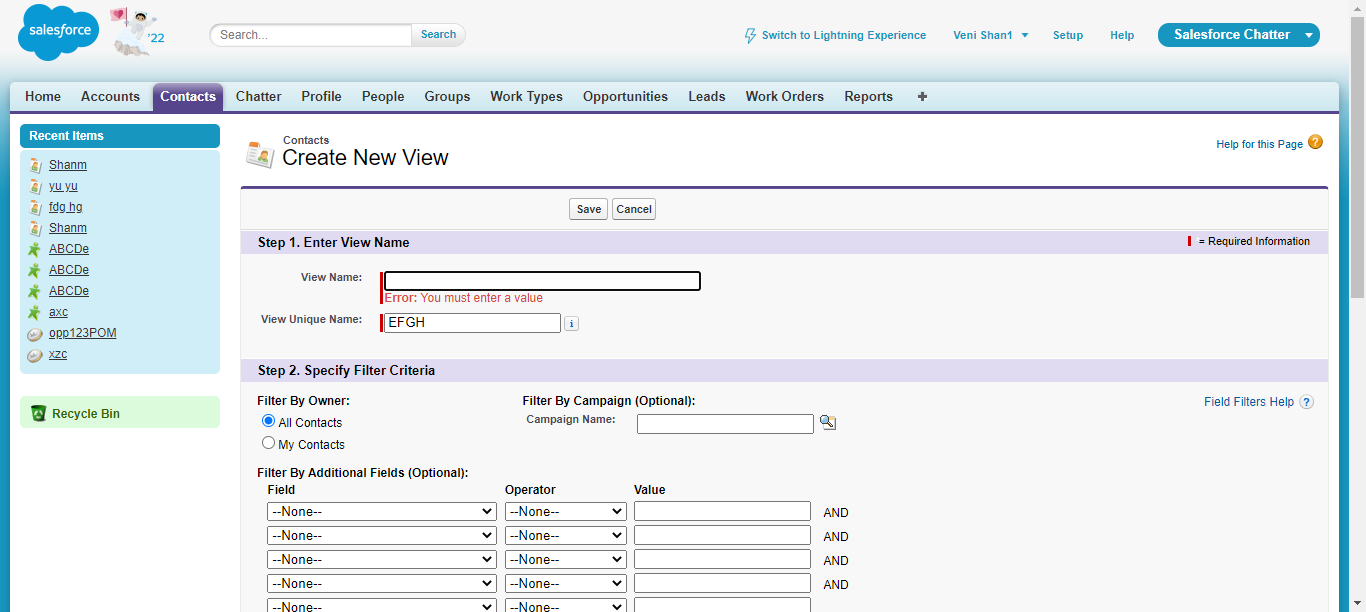 salesforce
'22
Search...
Search
Switch to Lightning Experience
Veni Shan1
Setup
Help
Salesforce Chatter
Home Accounts Contacts Chatter Profile People Groups Work Types Opportunities Leads Work Orders Reports +
Recent Items
Shanm
yu yu
fdg hg
Shanm
ABCDe
ABCDe
ABCDe
axc
opp123POM
xzc
Recycle Bin
Contacts
Create New View
Help for this Page ?
Save Cancel
Step 1. Enter View Name
= Required Information
View Name:
Error: You must enter a value
View Unique Name: EFGH i
Step 2. Specify Filter Criteria
Filter By Owner:
All Contacts
My Contacts
Filter By Campaign (Optional):
Campaign Name:
Field Filters Help ?
Filter By Additional Fields (Optional):
Field Operator Value
--None-- --None-- AND
--None-- --None-- AND
--None-- --None-- AND
--None-- --None-- AND
--None-- --None--